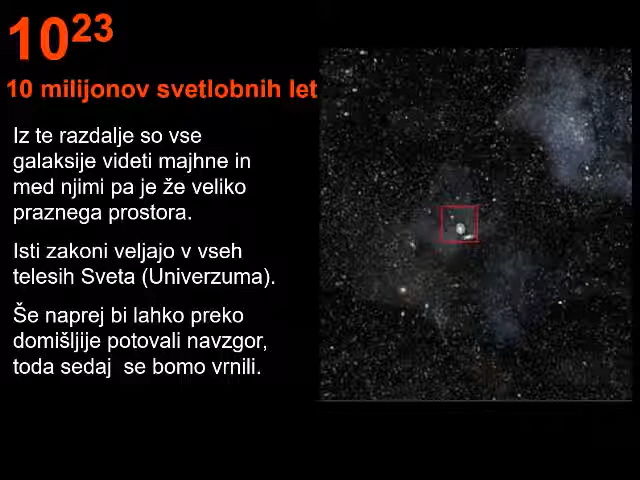 10²³
10 milijonov svetlobnih let
Iz te razdalje so vse
galaksije videti majhne in
med njimi pa je že veliko
praznega prostora.
Isti zakoni veljajo v vseh
telesih Sveta (Univerzuma).
Še naprej bi lahko preko
domišljije potovali navzgor,
toda sedaj  se bomo vrnili.